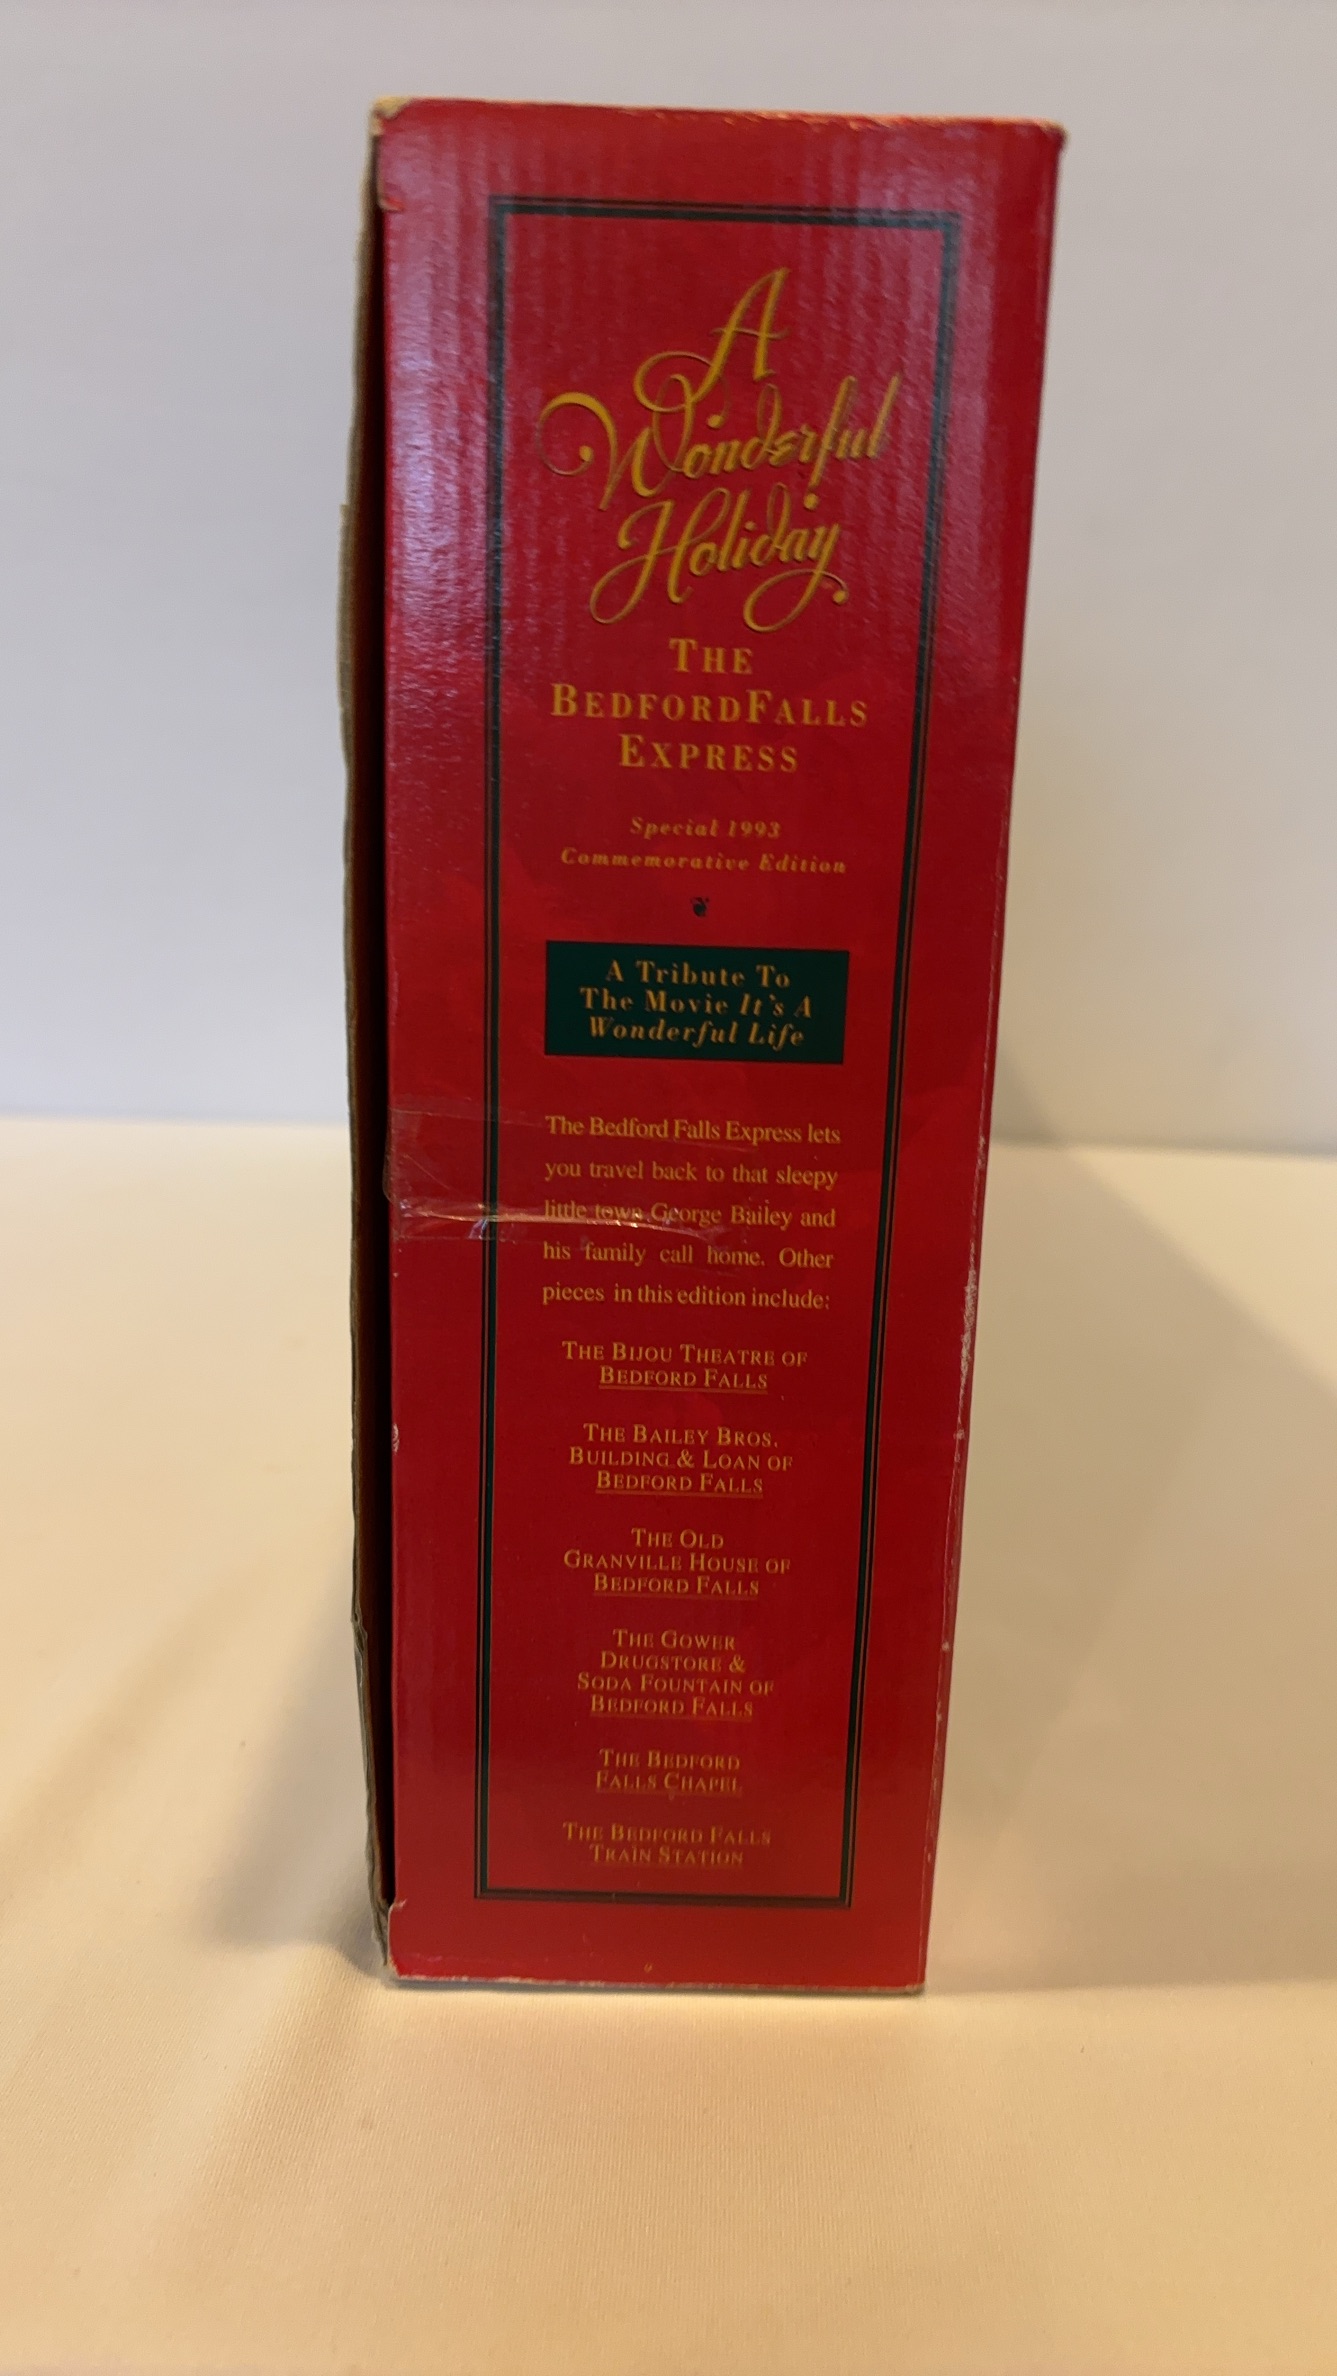 A
Wonderful
Holiday
THE
BEDFORD FALLS
EXPRESS
Special 1993
Commemorative Edition
A Tribute To
The Movie It's A
Wonderful Life
The Bedford Falls Express lets
you travel back to that sleepy
little town George Bailey and
his family call home. Other
pieces in this edition include:
THE BIJOU THEATRE OF
BEDFORD FALLS
THE BAILEY BROS.
BUILDING & LOAN OF
BEDFORD FALLS
THE OLD
GRANVILLE HOUSE OF
BEDFORD FALLS
THE GOWER
DRUGSTORE &
SODA FOUNTAIN OF
BEDFORD FALLS
THE BEDFORD
FALLS CHAPEL
THE BEDFORD FALLS
TRAIN STATION